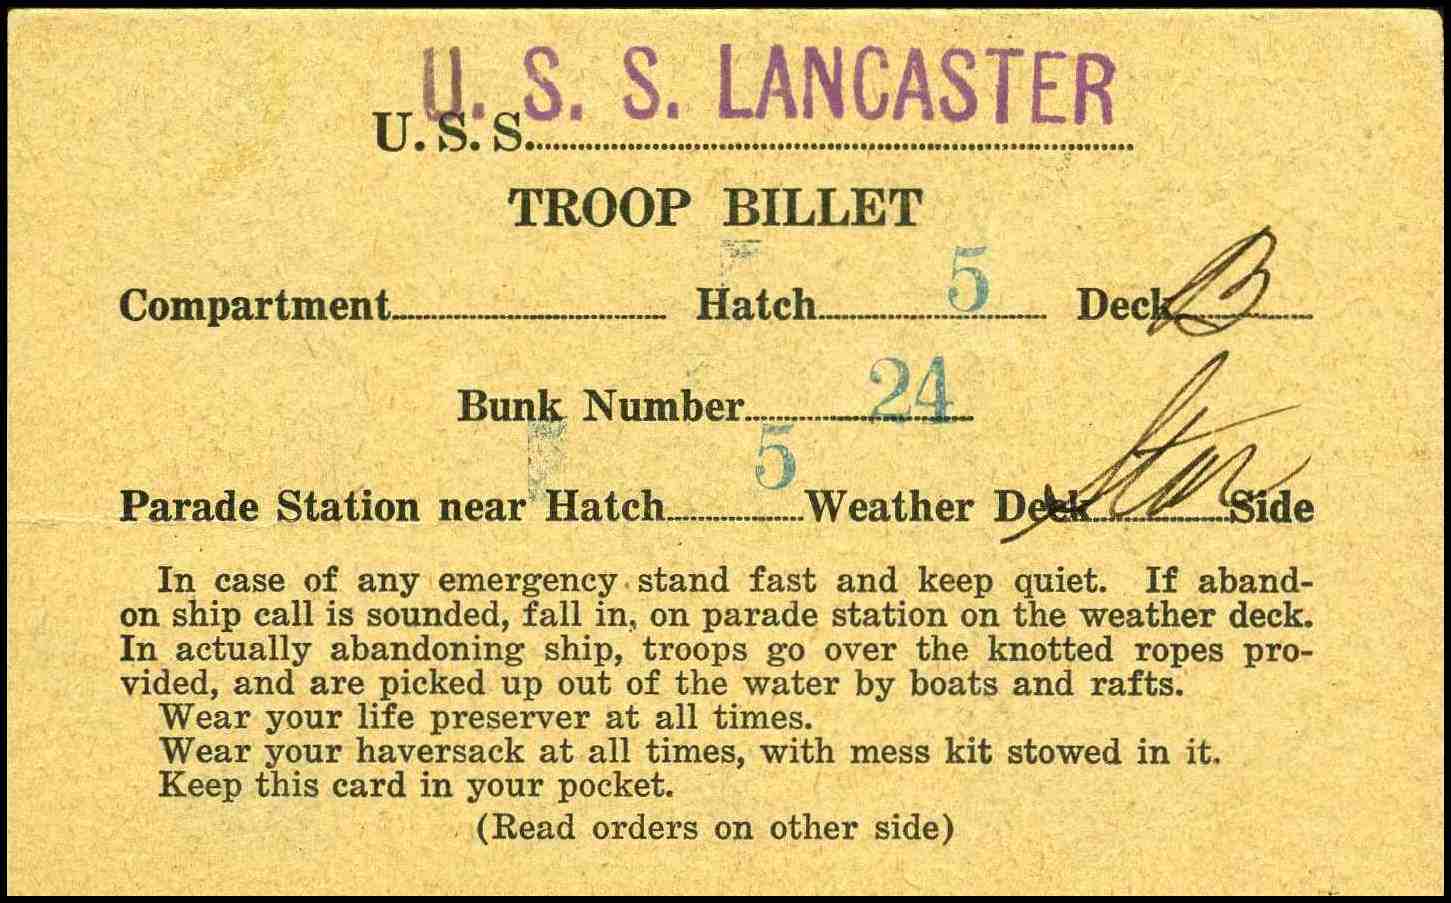 U. S. S. LANCASTER
U. S. S.
TROOP BILLET
Compartment Hatch 5 Deck B
Bunk Number 24
Parade Station near Hatch 5 Weather Deck Star Side
In case of any emergency stand fast and keep quiet. If aband-
on ship call is sounded, fall in, on parade station on the weather deck.
In actually abandoning ship, troops go over the knotted ropes pro-
vided, and are picked up out of the water by boats and rafts.
Wear your life preserver at all times.
Wear your haversack at all times, with mess kit stowed in it.
Keep this card in your pocket.
(Read orders on other side)